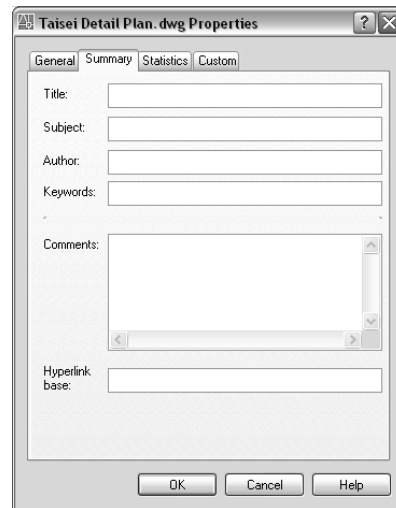 Taisei Detail Plan.dwg Properties
General Summary Statistics Custom
Title:
Subject:
Author:
Keywords:
Comments:
Hyperlink
base:
OK Cancel Help